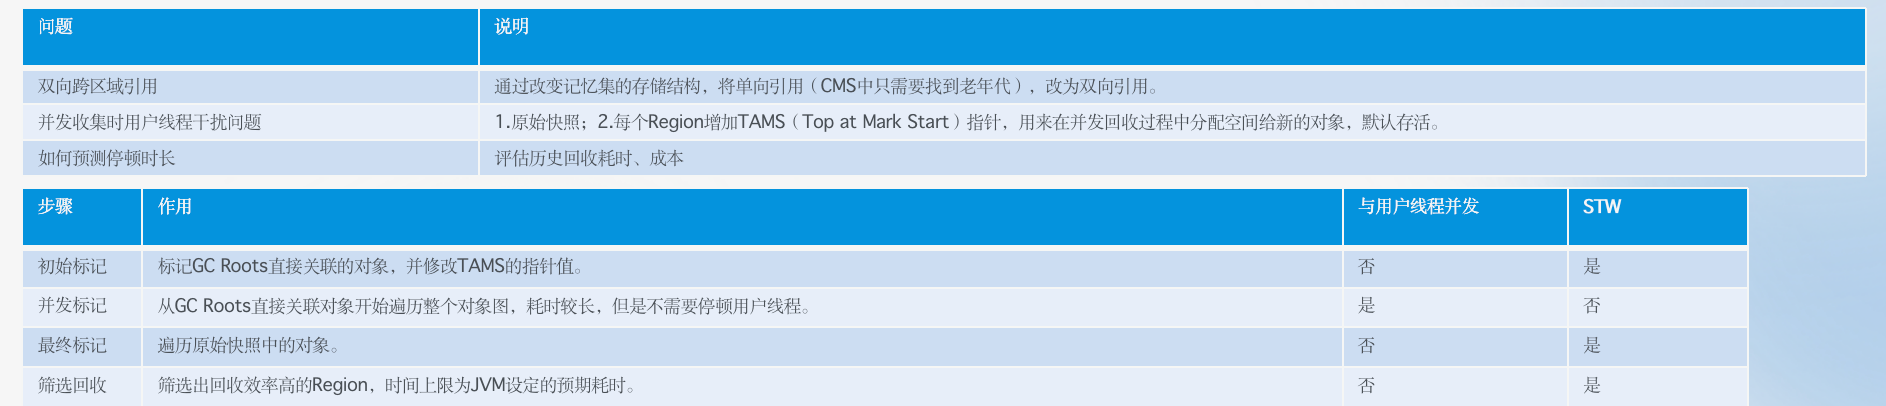 问题 说明
双向跨区域引用 通过改变记忆集的存储结构，将单向引用（CMS中只需要找到老年代），改为双向引用。
并发收集时用户线程干扰问题 1.原始快照；2.每个Region增加TAMS（Top at Mark Start）指针，用来在并发回收过程中分配空间给新的对象，默认存活。
如何预测停顿时长 评估历史回收耗时、成本
步骤 作用 与用户线程并发 STW
初始标记 标记GC Roots直接关联的对象，并修改TAMS的指针值。 否 是
并发标记 从GC Roots直接关联对象开始遍历整个对象图，耗时较长，但是不需要停顿用户线程。 是 否
最终标记 遍历原始快照中的对象。 否 是
筛选回收 筛选出回收效率高的Region，时间上限为JVM设定的预期耗时。 否 是